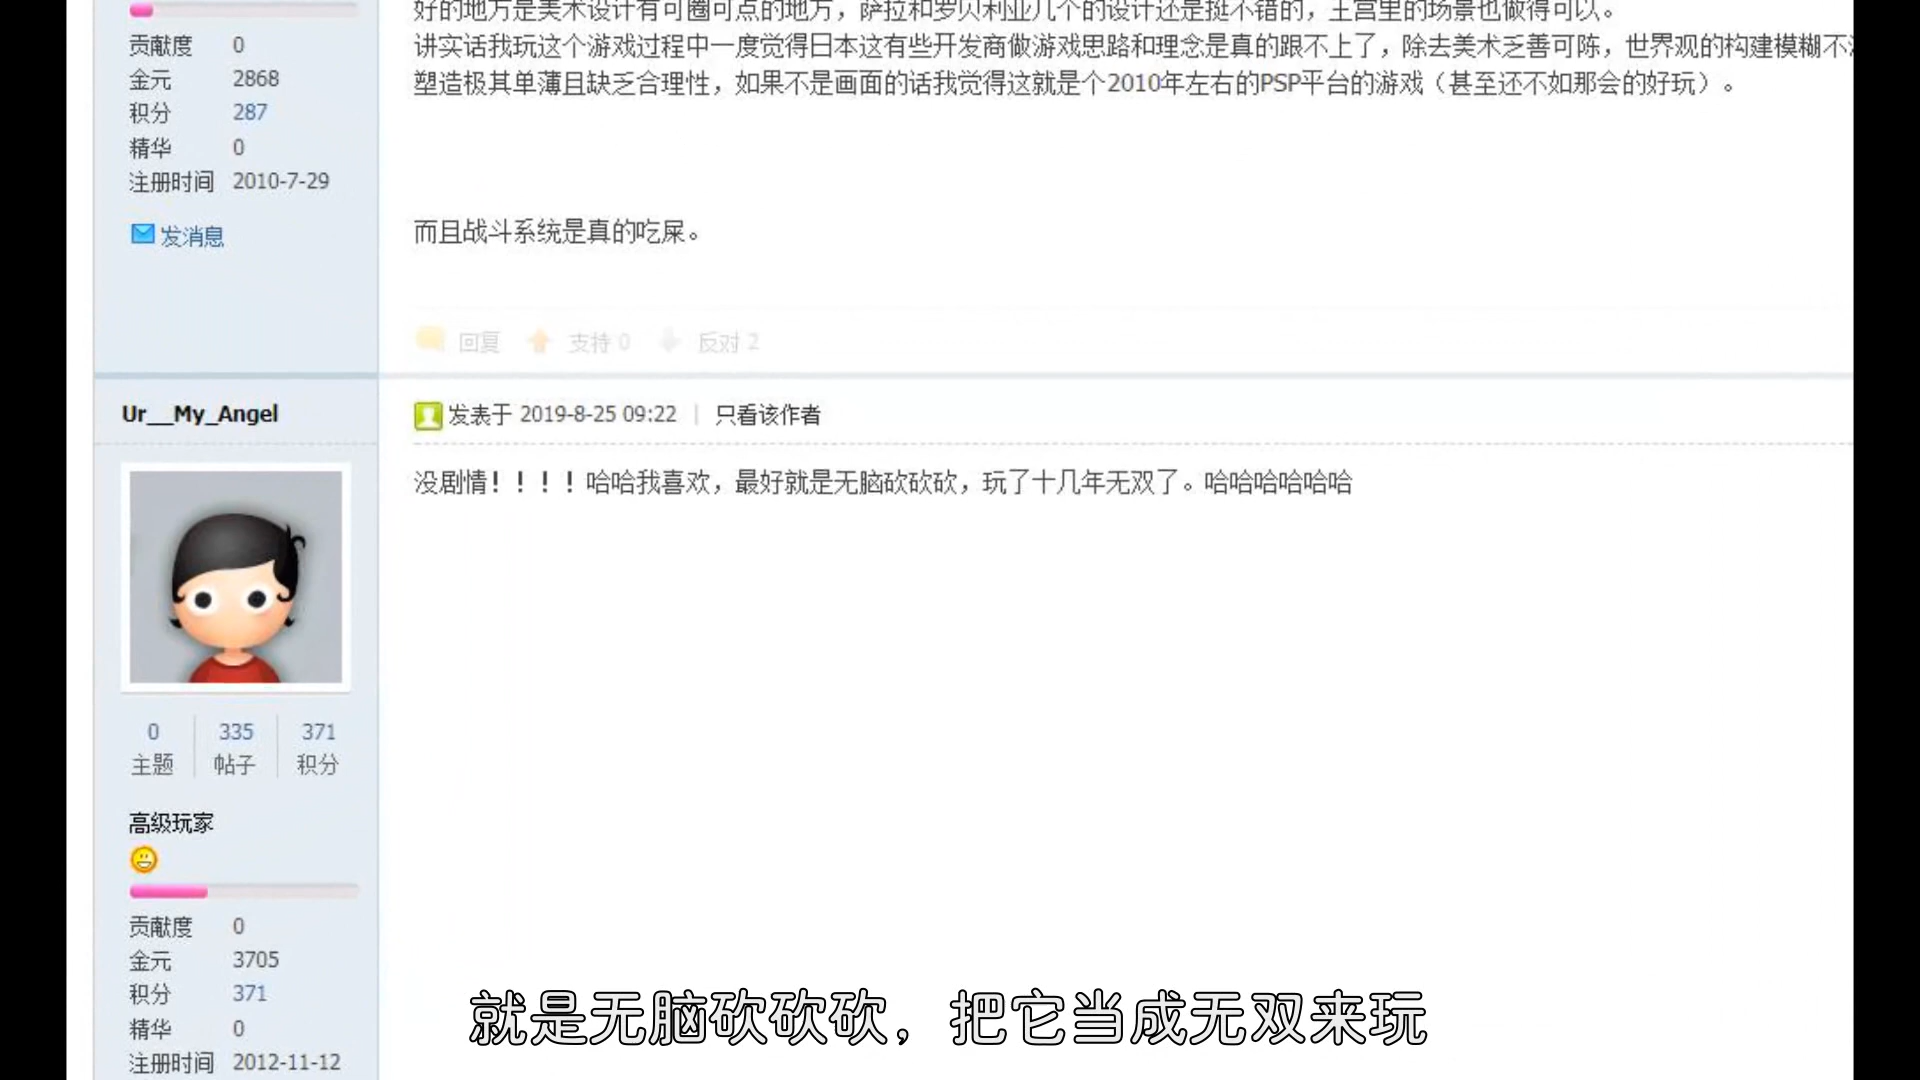 好的地方是美术设计有可圈可点的地方，萨拉和罗贝利亚几个的设计还是挺不错的，王宫里的场景也做得可以。
贡献度 0
讲实话我玩这个游戏过程中一度觉得日本这有些开发商做游戏思路和理念是真的跟不上了，除去美术乏善可陈，世界观的构建模糊不
金元 2868
塑造极其单薄且缺乏合理性，如果不是画面的话我觉得这就是个2010年左右的PSP平台的游戏（甚至还不如那会的好玩）。
积分 287
精华 0
注册时间 2010-7-29
发消息
而且战斗系统是真的吃屎。
回复 支持 0 反对 2
Ur__My_Angel
发表于 2019-8-25 09:22 | 只看该作者
没剧情！！！！哈哈我喜欢，最好就是无脑砍砍砍，玩了十几年无双了。哈哈哈哈哈哈
0 335 371
主题 帖子 积分
高级玩家
贡献度 0
金元 3705
积分 371
精华 0
注册时间 2012-11-12
就是无脑砍砍砍，把它当成无双来玩